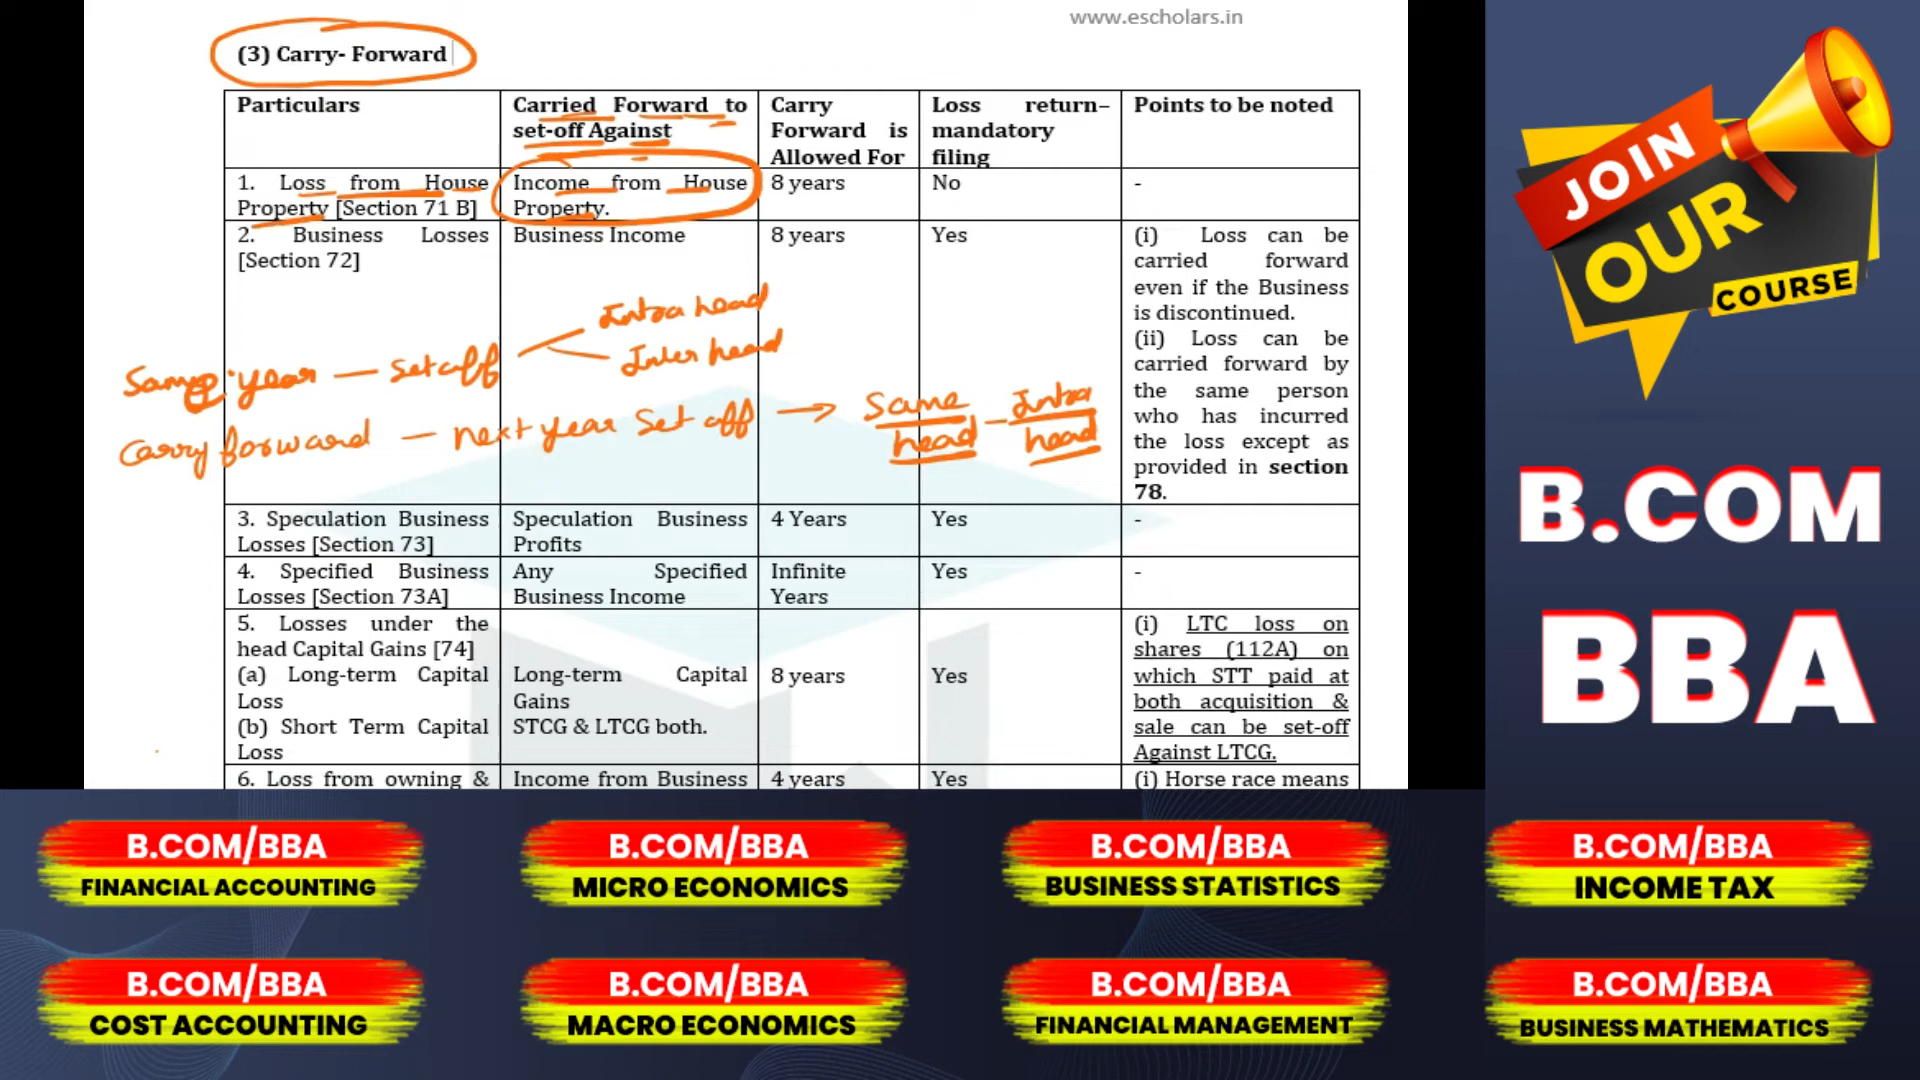 www.escholars.in
(3) Carry- Forward
Particulars
Carried Forward to
set-off Against
Carry
Forward is
Allowed For
Loss return–
mandatory
filing
Points to be noted
1. Loss from House
Property [Section 71 B]
Income from House
Property.
8 years
No
-
2. Business Losses
[Section 72]
Business Income
8 years
Yes
(i) Loss can be
carried forward
even if the Business
is discontinued.
(ii) Loss can be
carried forward by
the same person
who has incurred
the loss except as
provided in section
78.
Intra head
Same year — Set off
Inter head
Carry forward — next year Set off → Same head – Intra head
3. Speculation Business
Losses [Section 73]
Speculation Business
Profits
4 Years
Yes
-
4. Specified Business
Losses [Section 73A]
Any Specified
Business Income
Infinite
Years
Yes
-
5. Losses under the
head Capital Gains [74]
(a) Long-term Capital
Loss
(b) Short Term Capital
Loss
Long-term Capital
Gains
STCG & LTCG both.
8 years
Yes
(i) LTC loss on
shares (112A) on
which STT paid at
both acquisition &
sale can be set-off
Against LTCG.
6. Loss from owning &
Income from Business
4 years
Yes
(i) Horse race means
JOIN
OUR
COURSE
B.COM
BBA
B.COM/BBA
FINANCIAL ACCOUNTING
B.COM/BBA
MICRO ECONOMICS
B.COM/BBA
BUSINESS STATISTICS
B.COM/BBA
INCOME TAX
B.COM/BBA
COST ACCOUNTING
B.COM/BBA
MACRO ECONOMICS
B.COM/BBA
FINANCIAL MANAGEMENT
B.COM/BBA
BUSINESS MATHEMATICS